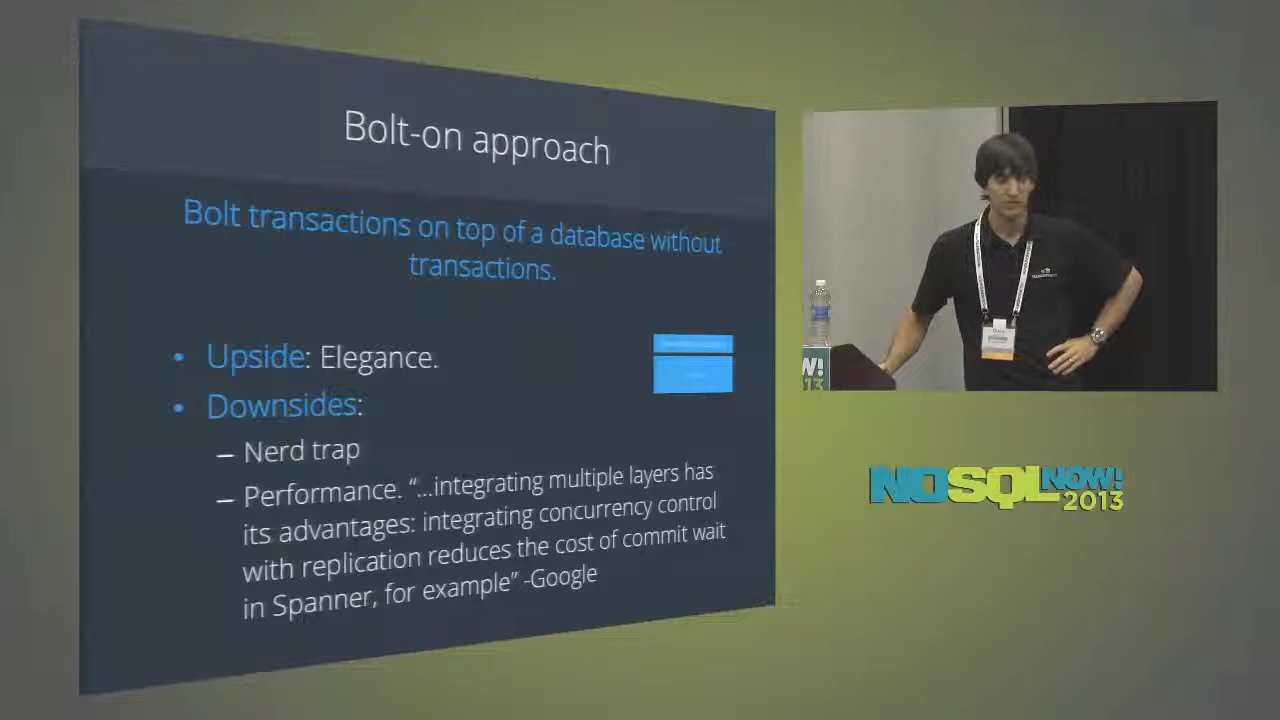 Bolt-on approach
Bolt transactions on top of a database without
transactions.
• Upside: Elegance.
• Downsides:
– Nerd trap
– Performance. “…integrating multiple layers has
its advantages: integrating concurrency control
with replication reduces the cost of commit wait
in Spanner, for example” -Google
W!
13
NOSQLNOW!
2013